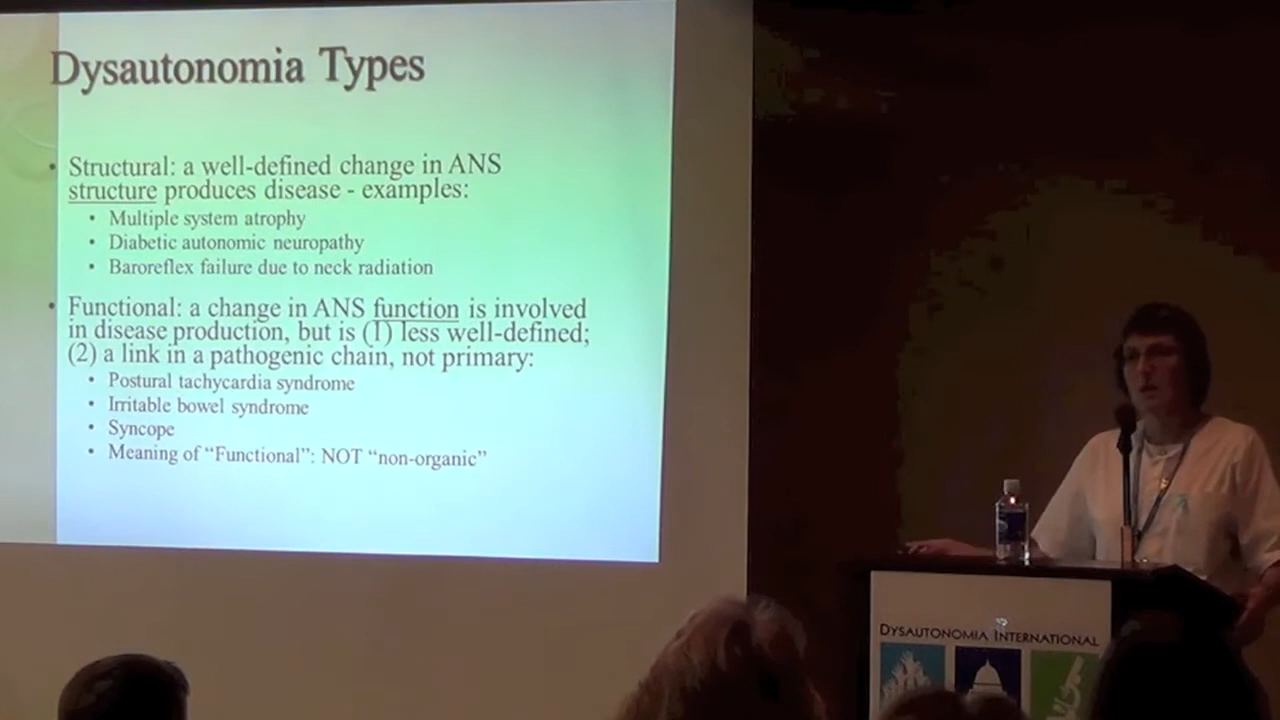 Dysautonomia Types
• Structural: a well-defined change in ANS
structure produces disease - examples:
• Multiple system atrophy
• Diabetic autonomic neuropathy
• Baroreflex failure due to neck radiation
• Functional: a change in ANS function is involved
in disease production, but is (1) less well-defined;
(2) a link in a pathogenic chain, not primary:
• Postural tachycardia syndrome
• Irritable bowel syndrome
• Syncope
• Meaning of “Functional”: NOT “non-organic”
DYSAUTONOMIA INTERNATIONAL